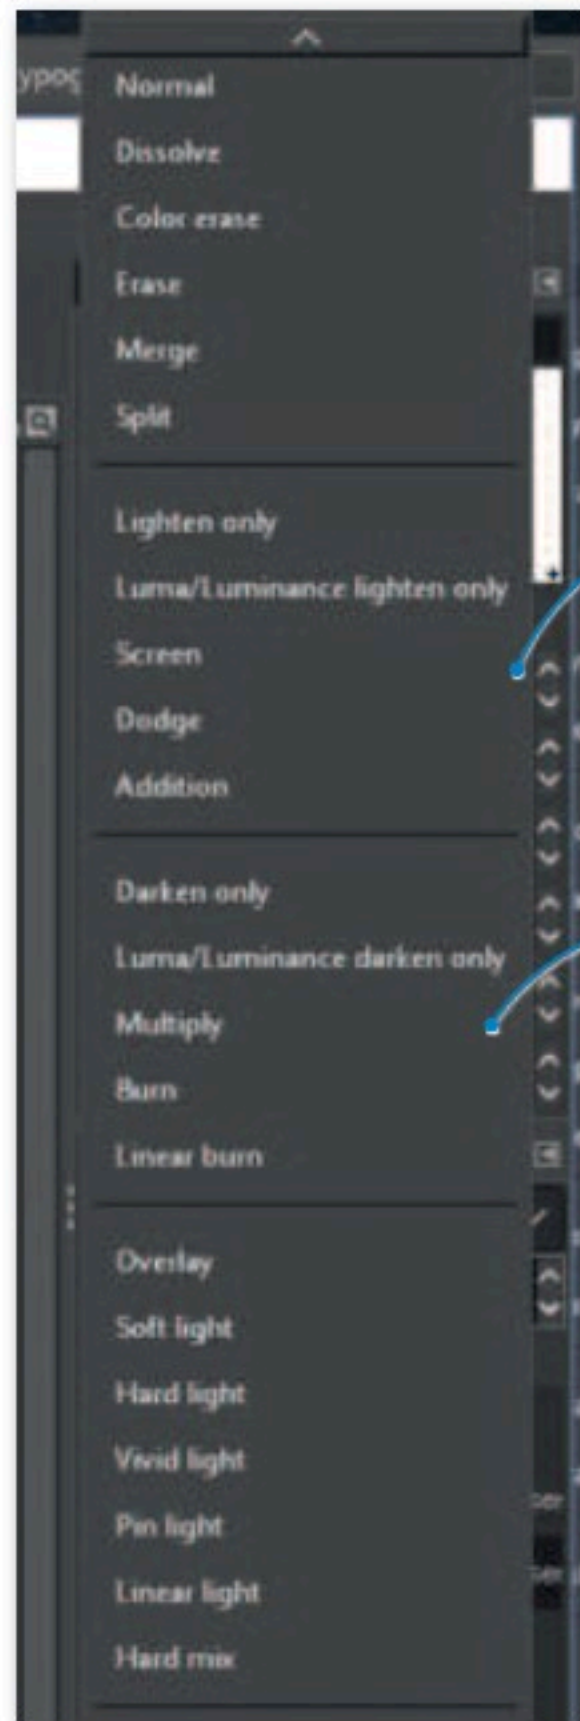 ypog
Normal
Dissolve
Color erase
Erase
Merge
Split
Lighten only
Luma/Luminance lighten only
Screen
Dodge
Addition
Darken only
Luma/Luminance darken only
Multiply
Burn
Linear burn
Overlay
Soft light
Hard light
Vivid light
Pin light
Linear light
Hard mix